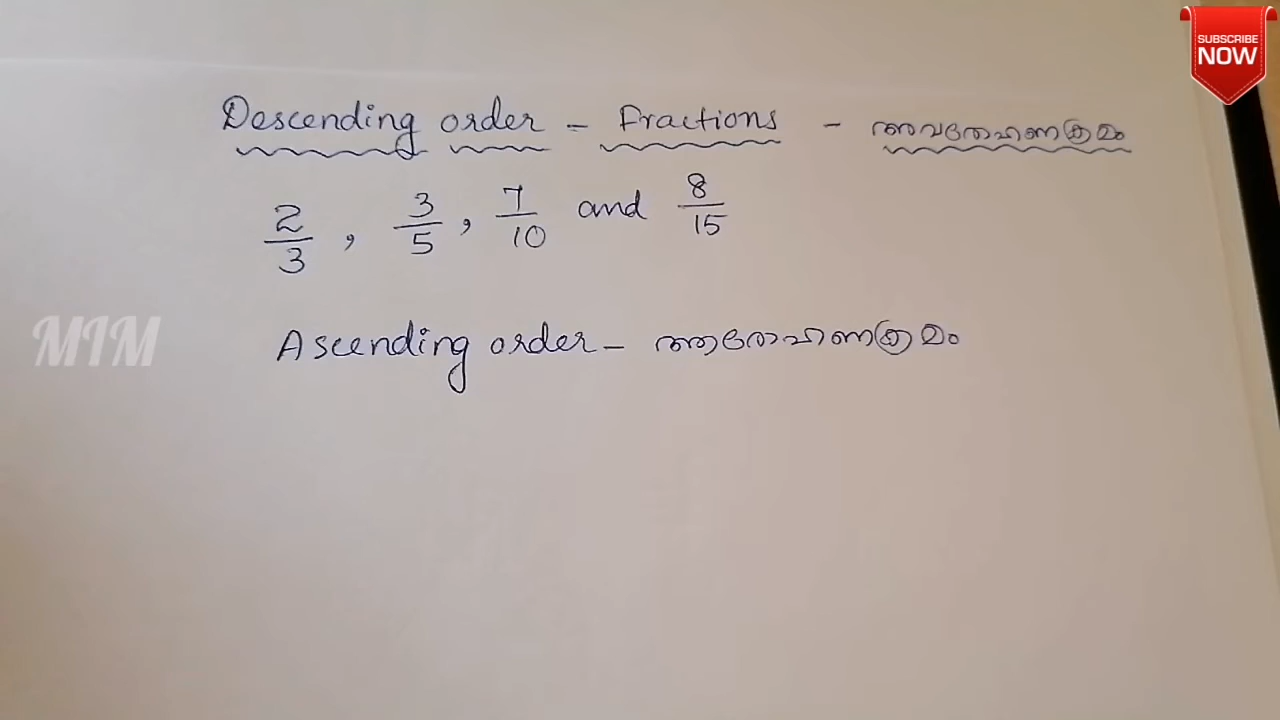 SUBSCRIBE
NOW
Descending order - Fractions - അവരോഹണക്രമം
2/3, 3/5, 7/10 and 8/15
MIM
Ascending order - ആരോഹണക്രമം